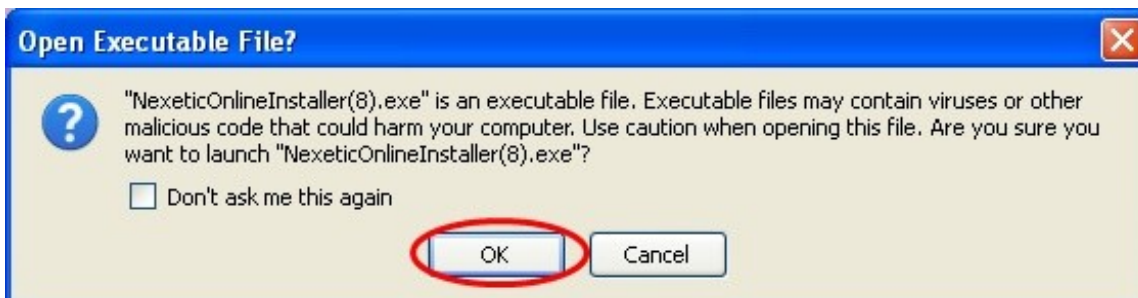 Open Executable File?
"NexeticOnlineInstaller(8).exe" is an executable file. Executable files may contain viruses or other
malicious code that could harm your computer. Use caution when opening this file. Are you sure you
want to launch "NexeticOnlineInstaller(8).exe"?
Don't ask me this again
OK Cancel